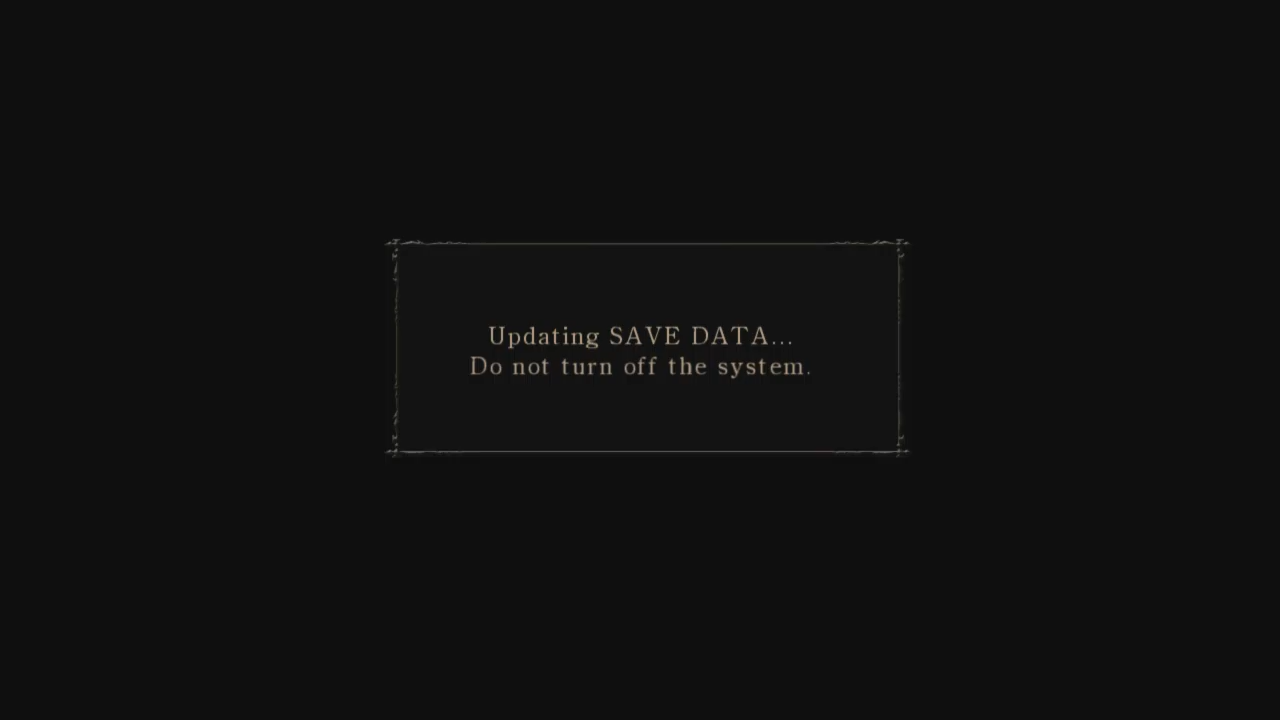 Updating SAVE DATA...
Do not turn off the system.